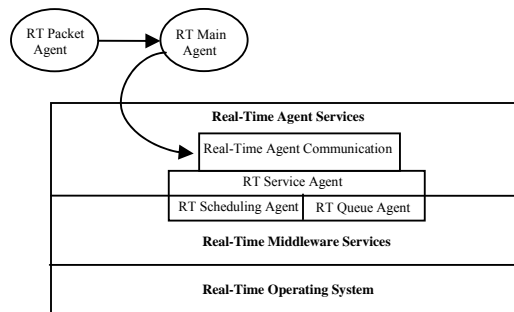 RT Packet
Agent
RT Main
Agent
Real-Time Agent Services
Real-Time Agent Communication
RT Service Agent
RT Scheduling Agent
RT Queue Agent
Real-Time Middleware Services
Real-Time Operating System